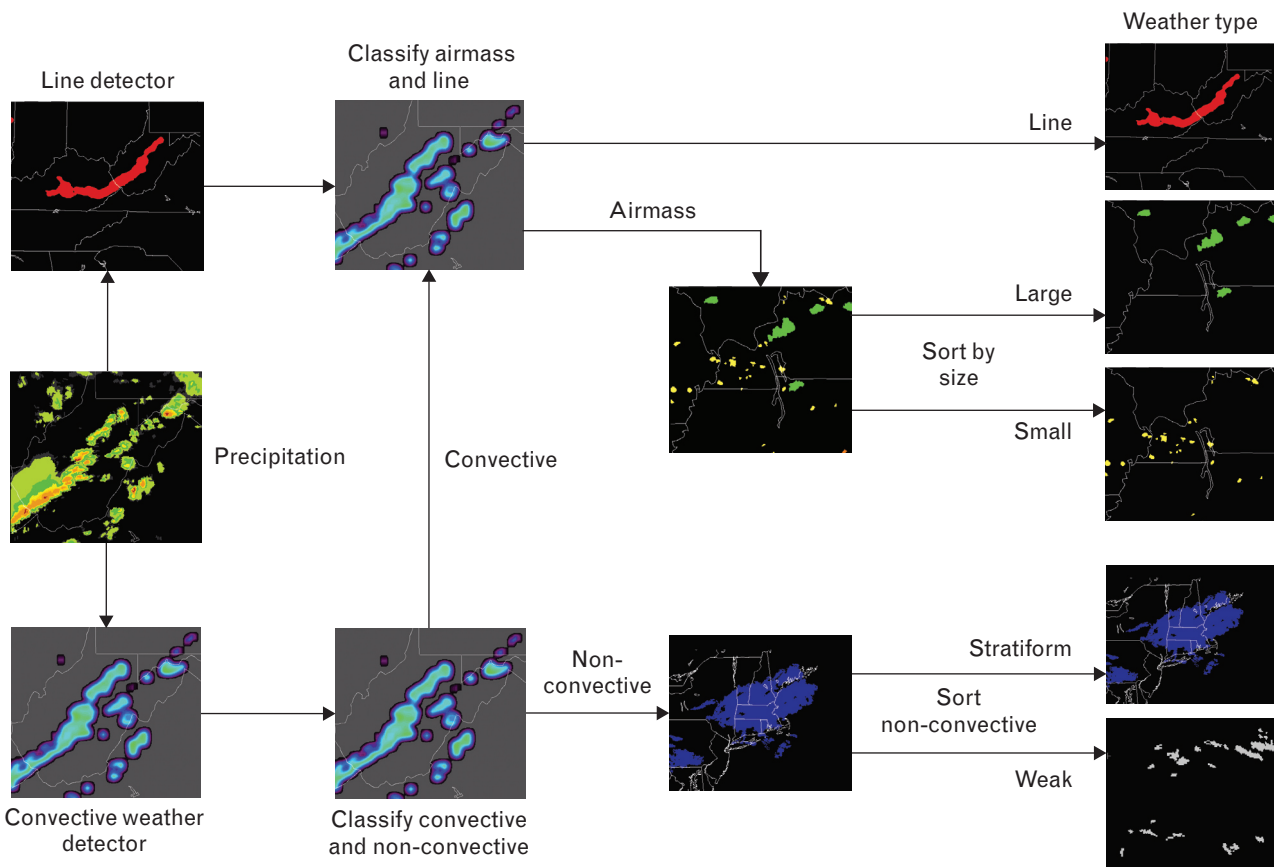 Weather type
Classify airmass
and line
Line detector
Line
Airmass
Large
Sort by
size
Small
Precipitation
Convective
Non-
convective
Stratiform
Sort
non-convective
Weak
Convective weather
detector
Classify convective
and non-convective